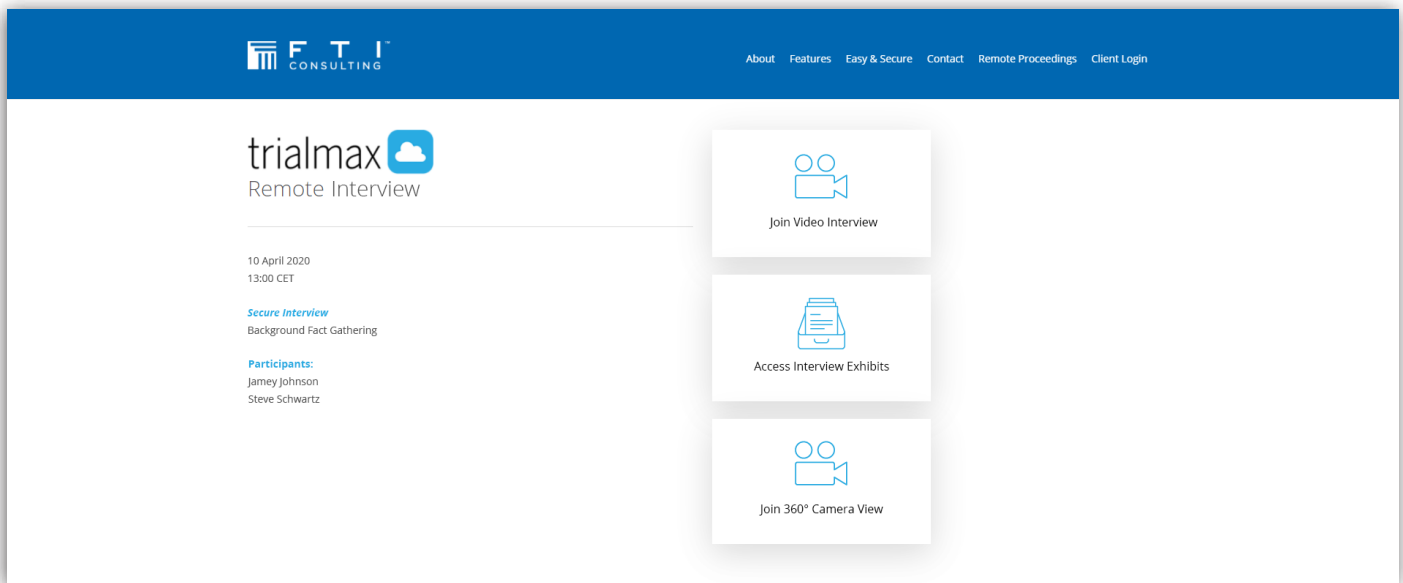 FTI™
CONSULTING
About Features Easy & Secure Contact Remote Proceedings Client Login
trialmax
Remote Interview
10 April 2020
13:00 CET
Secure Interview
Background Fact Gathering
Participants:
Jamey Johnson
Steve Schwartz
Join Video Interview
Access Interview Exhibits
Join 360° Camera View